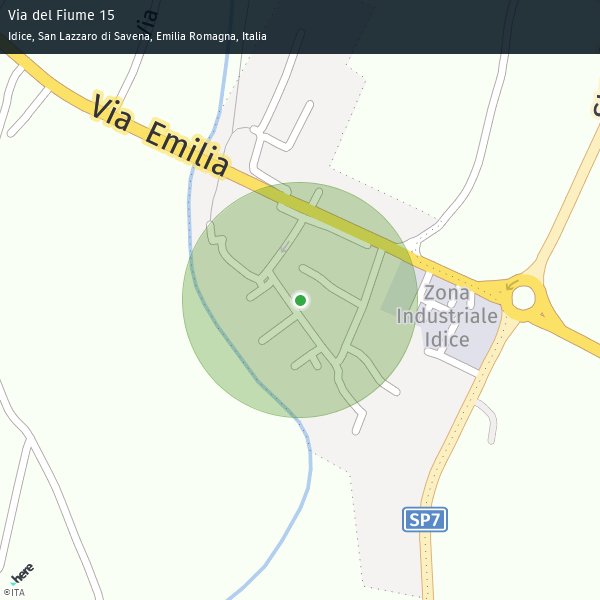 Via del Fiume 15
Idice, San Lazzaro di Savena, Emilia Romagna, Italia
Via
Via Emilia
Zona
Industriale
Idice
SP7
here
©ITA